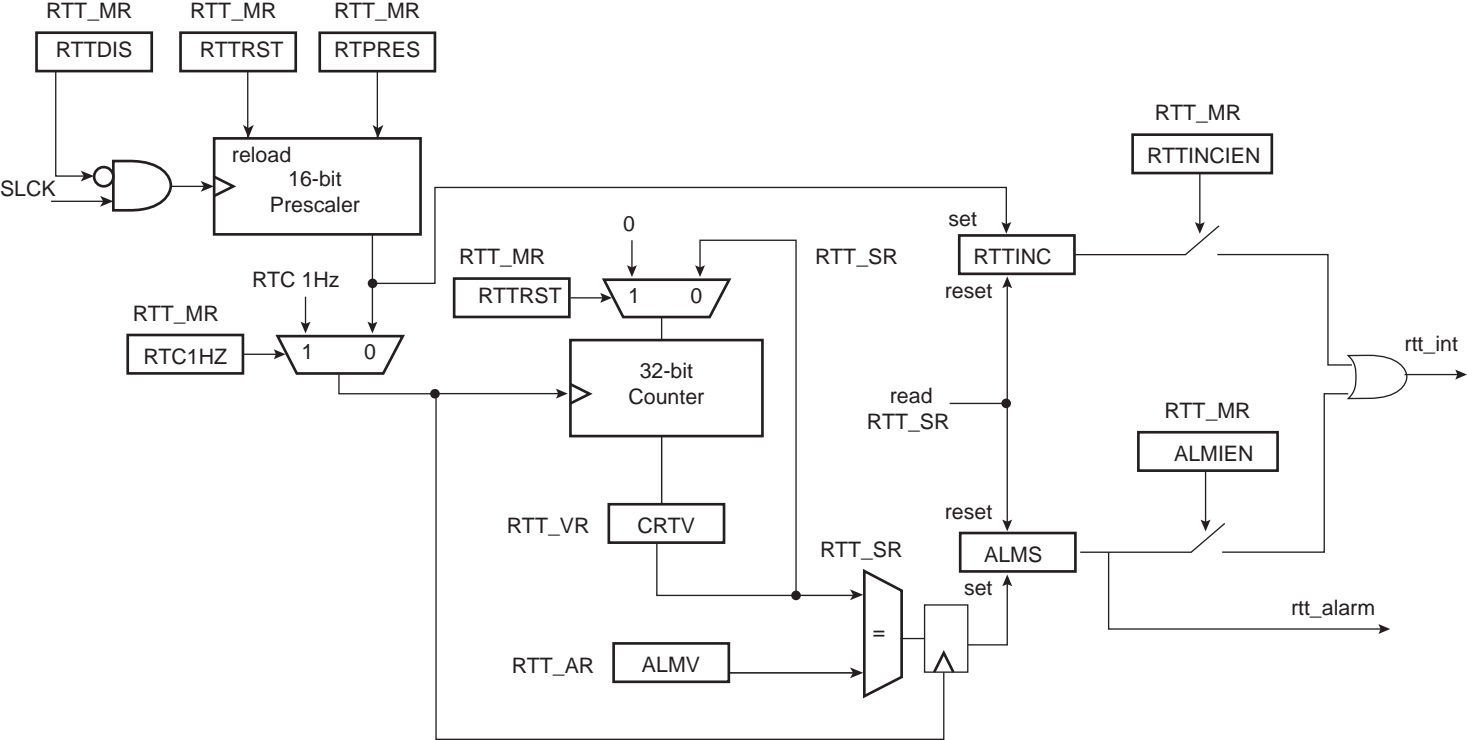 RTT_MR RTT_MR RTT_MR
RTTDIS RTTRST RTPRES
RTT_MR
reload
RTTINCIEN
16-bit
SLCK
Prescaler
set
0
RTT_MR
RTT_SR
RTTINC
RTC 1Hz
reset
RTTRST
1 0
RTT_MR
RTC1HZ
1 0
rtt_int
32-bit
Counter
read
RTT_SR
RTT_MR
ALMIEN
reset
RTT_VR
CRTV
RTT_SR
ALMS
set
rtt_alarm
=
RTT_AR
ALMV